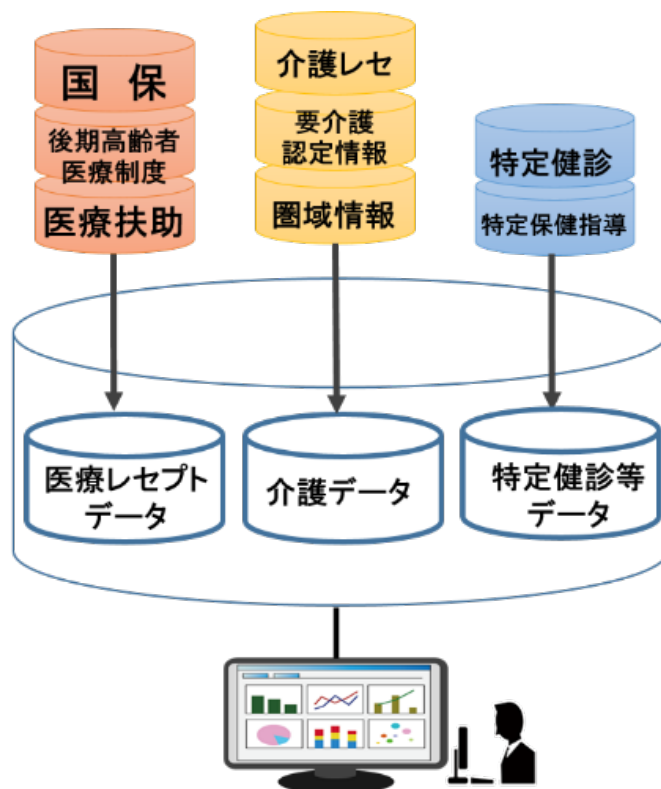 国 保
後期高齢者
医療制度
医療扶助
介護レセ
要介護
認定情報
圏域情報
特定健診
特定保健指導
医療レセプト
データ
介護データ
特定健診等
データ